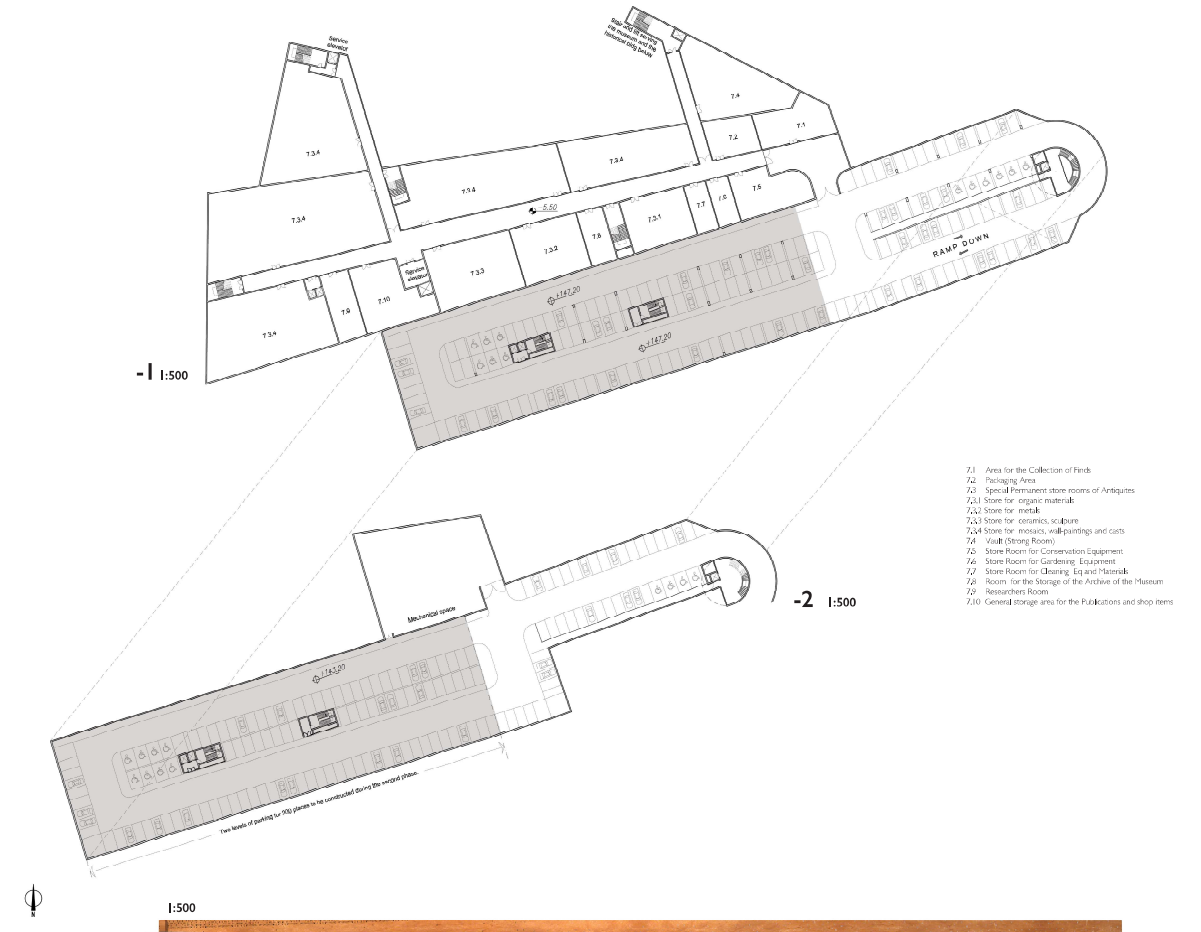 Service
elevator
Stair and lift serving
the museum and the
historical bldg below
7.3.4
7.4
7.2
7.1
7.3.4
7.3.4
7.3.4
-5.50
7.3.1
7.7
7.5
7.3.3
7.3.2
7.8
Service
7.3.4
7.9
7.10
+147.20
+147.20
RAMP DOWN
-1 1:500
7.1 Area for the Collection of Finds
7.2 Packaging Area
7.3 Special Permanent store rooms of Antiquites
7.3.1 Store for organic materials
7.3.2 Store for metals
7.3.3 Store for ceramics, sculpure
7.3.4 Store for mosaics, wall-paintings and casts
7.4 Vault (Strong Room)
7.5 Store Room for Conservation Equipment
7.6 Store Room for Gardening Equipment
7.7 Store Room for Cleaning Eq and Materials
7.8 Room for the Storage of the Archive of the Museum
7.9 Researchers Room
7.10 General storage area for the Publications and shop items
-2 1:500
Mechanical space
+143.20
Two levels of parking for places to be constructed during the second phase.
N
1:500